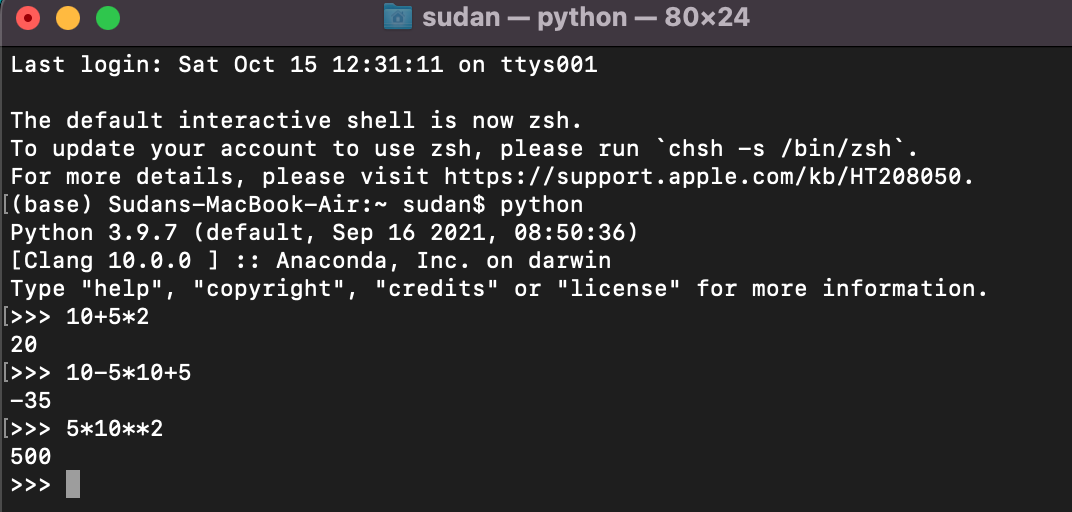 sudan — python — 80×24
Last login: Sat Oct 15 12:31:11 on ttys001
The default interactive shell is now zsh.
To update your account to use zsh, please run `chsh -s /bin/zsh`.
For more details, please visit https://support.apple.com/kb/HT208050.
[(base) Sudans-MacBook-Air:~ sudan$ python
Python 3.9.7 (default, Sep 16 2021, 08:50:36)
[Clang 10.0.0 ] :: Anaconda, Inc. on darwin
Type "help", "copyright", "credits" or "license" for more information.
[>>> 10+5*2
20
[>>> 10-5*10+5
-35
[>>> 5*10**2
500
>>>